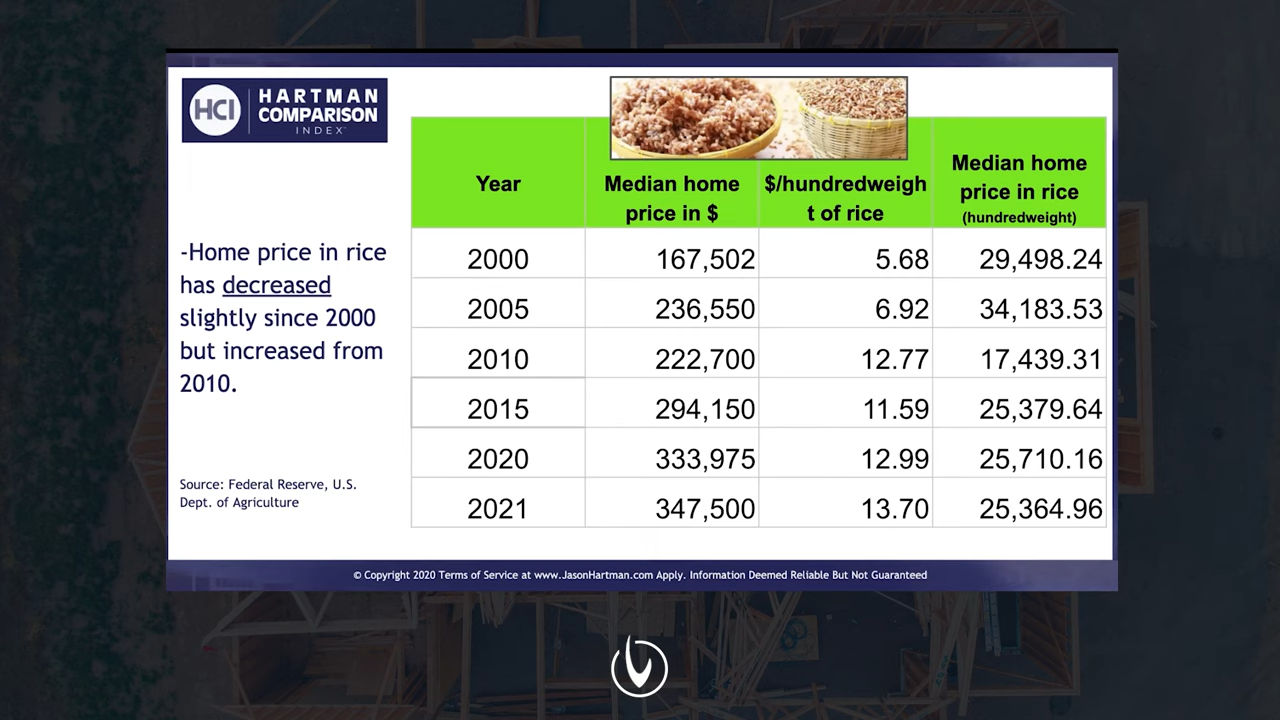 HCI
HARTMAN
COMPARISON
INDEX™
-Home price in rice
has decreased
slightly since 2000
but increased from
2010.
Source: Federal Reserve, U.S.
Dept. of Agriculture
Year
Median home
price in $
$/hundredweigh
t of rice
Median home
price in rice
(hundredweight)
2000 167,502 5.68 29,498.24
2005 236,550 6.92 34,183.53
2010 222,700 12.77 17,439.31
2015 294,150 11.59 25,379.64
2020 333,975 12.99 25,710.16
2021 347,500 13.70 25,364.96
© Copyright 2020 Terms of Service at www.JasonHartman.com Apply. Information Deemed Reliable But Not Guaranteed